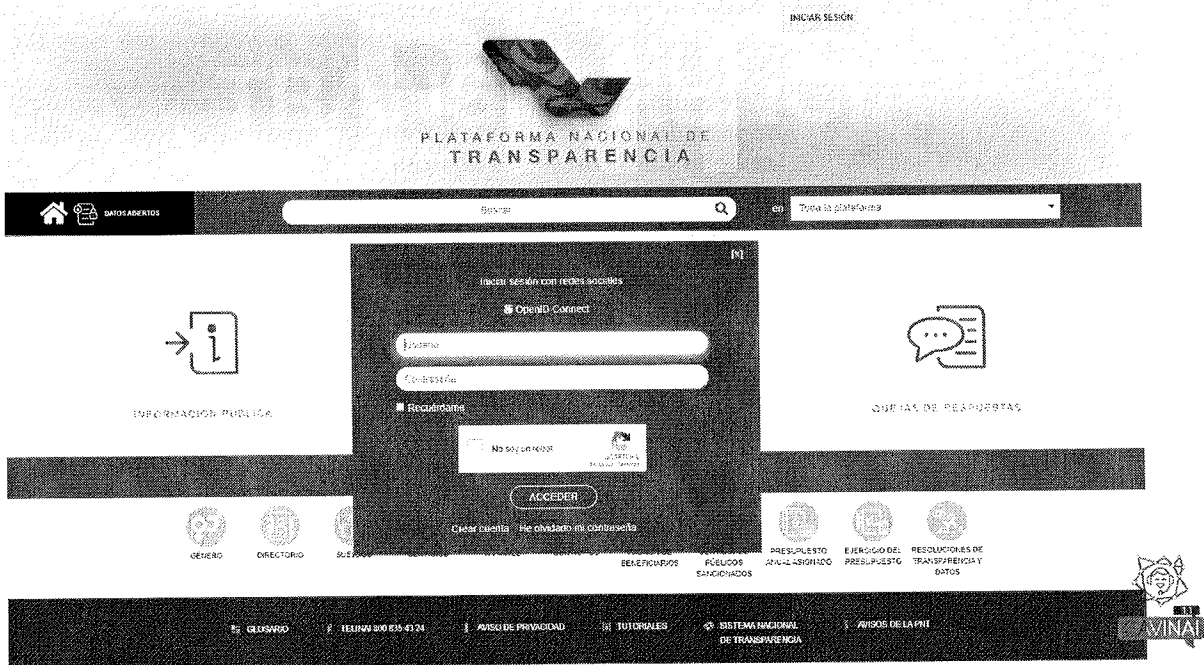 INICIAR SESIÓN
PLATAFORMA NACIONAL DE
TRANSPARENCIA
DATOS ABIERTOS
Buscar
en
Toda la plataforma
[X]
Iniciar sesión con redes sociales
OpenID Connect
Usuario
Contraseña
Recuérdame
No soy un robot
reCAPTCHA
ACCEDER
Crear cuenta
He olvidado mi contraseña
INFORMACIÓN PÚBLICA
QUEJAS DE RESPUESTAS
GÉNERO
DIRECTORIO
BENEFICIARIOS
PÚBLICOS
SANCIONADOS
PRESUPUESTO
ANUAL ASIGNADO
EJERCICIO DEL
PRESUPUESTO
RESOLUCIONES DE
TRANSPARENCIA Y
DATOS
GLOSARIO
TELINAI 800 835 43 24
AVISO DE PRIVACIDAD
TUTORIALES
SISTEMA NACIONAL
DE TRANSPARENCIA
AVISOS DE LA PNT
11
AVINAI